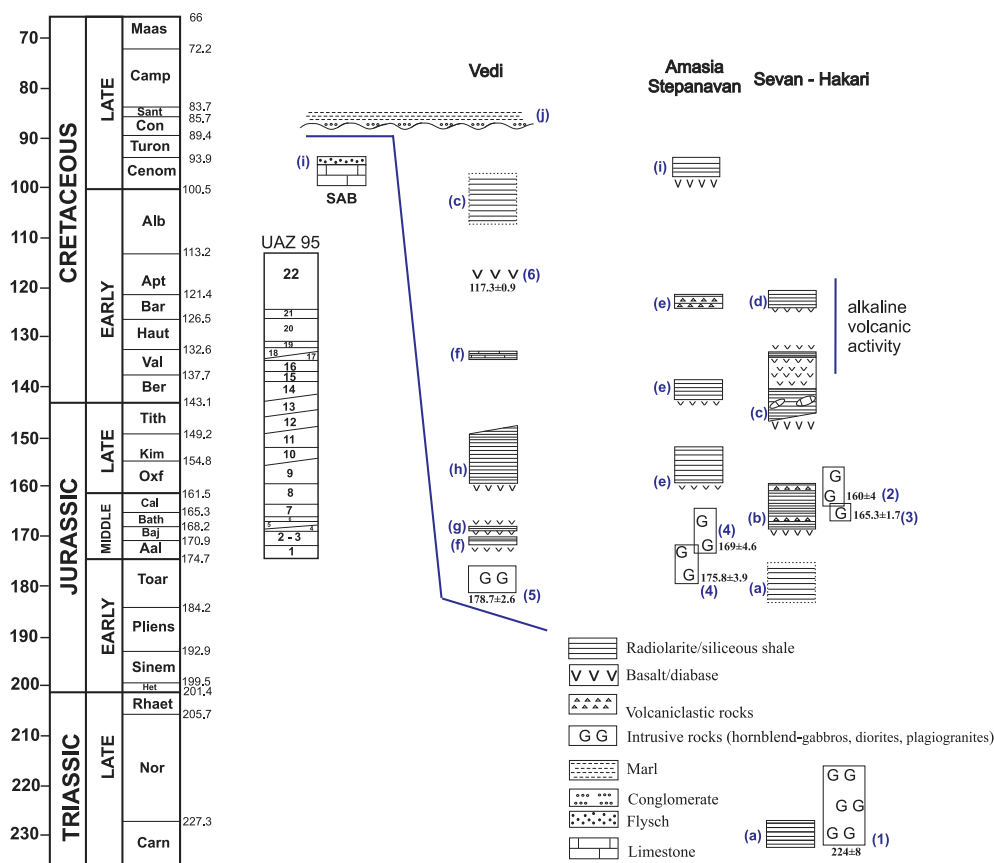 66
70
Maas
72.2
80
Camp
83.7
Sant
85.7
Con
90
89.4
Turon
93.9
Cenom
100
100.5
110
Alb
113.2
120
Apt
121.4
Bar
126.5
130
Haut
132.6
Val
137.7
140
Ber
143.1
Tith
150
149.2
Kim
154.8
160
Oxf
161.5
Cal
165.3
Bath
168.2
170
Baj
170.9
Aal
174.7
180
Toar
184.2
190
Pliens
192.9
Sinem
200
199.5
Het
201.4
Rhaet
205.7
210
220
Nor
227.3
230
Carn
CRETACEOUS
JURASSIC
TRIASSIC
LATE
EARLY
LATE
MIDDLE
EARLY
LATE
UAZ 95
22
21
20
19
18 17
16
15
14
13
12
11
10
9
8
7
6
5 4
2 - 3
1
(i)
SAB
Vedi
(j)
(c)
V V V (6)
117.3±0.9
(f)
(h)
(g)
(f)
G G
178.7±2.6 (5)
Amasia
Stepanavan
(i)
(e)
(e)
(e)
G (4)
G 169±4.6
G
G 175.8±3.9
(4)
Sevan - Hakari
(d)
alkaline
volcanic
activity
(c)
G
G 160±4 (2)
(b)
G 165.3±1.7 (3)
(a)
Radiolarite/siliceous shale
V V V Basalt/diabase
Volcaniclastic rocks
G G Intrusive rocks (hornblend-gabbros, diorites, plagiogranites)
Marl
Conglomerate
Flysch
Limestone
(a)
G G
G G
G G (1)
224±8